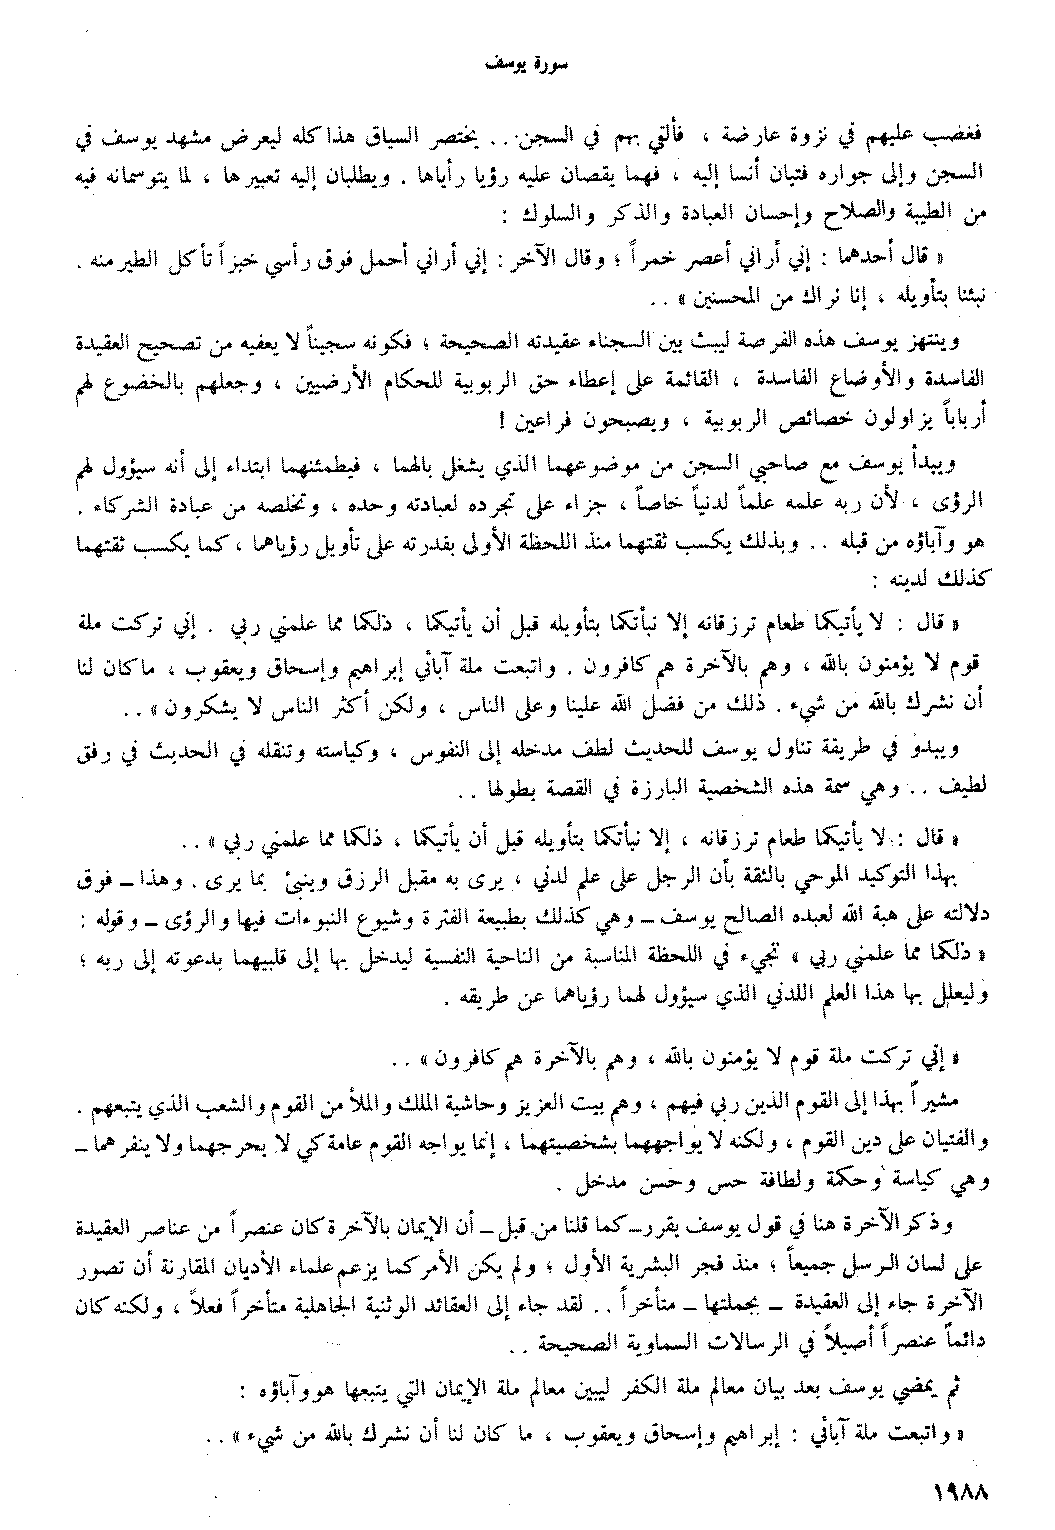 سورة يوسف
فغضب عليهم في نزوة عارضة ، فألقي بهم في السجن .. يختصر السياق هذا كله ليعرض مشهد يوسف في
السجن وإلى جواره فتيان أنسا إليه ، فهما يقصان عليه رؤيا رأياها . ويطلبان إليه تعبيرها ، لما يتوسمانه فيه
من الطيبة والصلاح وإحسان العبادة والذكر والسلوك :
« قال أحدهما : إني أراني أعصر خمراً ؛ وقال الآخر : إني أراني أحمل فوق رأسي خبزاً تأكل الطير منه .
نبئنا بتأويله ، إنا نراك من المحسنين » ..
وينتهز يوسف هذه الفرصة ليبث بين السجناء عقيدته الصحيحة ؛ فكونه سجيناً لا يعفيه من تصحيح العقيدة
الفاسدة والأوضاع الفاسدة ، القائمة على إعطاء حق الربوبية للحكام الأرضيين ، وجعلهم بالخضوع لهم
أرباباً يزاولون خصائص الربوبية ، ويصبحون فراعين !
ويبدأ يوسف مع صاحبي السجن من موضوعهما الذي يشغل بالهما ، فيطمئنهما ابتداء إلى أنه سيؤول لهم
الرؤى ، لأن ربه علمه علماً لدنياً خاصاً ، جزاء على تجرده لعبادته وحده ، وتخلصه من عبادة الشركاء .
هو وآباؤه من قبله .. وبذلك يكسب ثقتهما منذ اللحظة الأولى بقدرته على تأويل رؤياهما ، كما يكسب ثقتهما
كذلك لدينه :
« قال : لا يأتيكما طعام ترزقانه إلا نبأتكما بتأويله قبل أن يأتيكما ، ذلكما مما علمني ربي . إني تركت ملة
قوم لا يؤمنون بالله ، وهم بالآخرة هم كافرون . واتبعت ملة آبائي إبراهيم وإسحاق ويعقوب ، ما كان لنا
أن نشرك بالله من شيء . ذلك من فضل الله علينا وعلى الناس ، ولكن أكثر الناس لا يشكرون » ..
ويبدو في طريقة تناول يوسف للحديث لطف مدخله إلى النفوس ، وكياسته وتنقله في الحديث في رفق
لطيف .. وهي سمة هذه الشخصية البارزة في القصة بطولها ..
« قال : لا يأتيكما طعام ترزقانه ، إلا نبأتكما بتأويله قبل أن يأتيكما ، ذلكما مما علمني ربي » ..
بهذا التوكيد الموحي بالثقة بأن الرجل على علم لدني ، يرى به مقبل الرزق وينبئ بما يرى . وهذا ـ فوق
دلالته على هبة الله لعبده الصالح يوسف ـ وهي كذلك بطبيعة الفترة وشيوع النبوءات فيها والرؤى ـ وقوله :
« ذلكما مما علمني ربي » تجيء في اللحظة المناسبة من الناحية النفسية ليدخل بها إلى قلبيهما بدعوته إلى ربه ؛
وليعلل بها هذا العلم اللدني الذي سيؤول لهما رؤياهما عن طريقه .
« إني تركت ملة قوم لا يؤمنون بالله ، وهم بالآخرة هم كافرون » ..
مشيراً بهذا إلى القوم الذين ربي فيهم ، وهم بيت العزيز وحاشية الملك والملأ من القوم والشعب الذي يتبعهم .
والفتيان على دين القوم ، ولكنه لا يواجههما بشخصيتهما ، إنما يواجه القوم عامة كي لا يحرجهما ولا ينفرهما ـ
وهي كياسة وحكمة ولطافة حس وحسن مدخل .
وذكر الآخرة هنا في قول يوسف يقرر ـ كما قلنا من قبل ـ أن الإيمان بالآخرة كان عنصراً من عناصر العقيدة
على لسان الرسل جميعاً ؛ منذ فجر البشرية الأول ؛ ولم يكن الأمر كما يزعم علماء الأديان المقارنة أن تصور
الآخرة جاء إلى العقيدة ـ بجملتها ـ متأخراً .. لقد جاء إلى العقائد الوثنية الجاهلية متأخراً فعلاً ، ولكنه كان
دائماً عنصراً أصيلاً في الرسالات السماوية الصحيحة ..
ثم يمضي يوسف بعد بيان معالم ملة الكفر ليبين معالم ملة الإيمان التي يتبعها هو وآباؤه :
« واتبعت ملة آبائي : إبراهيم وإسحاق ويعقوب ، ما كان لنا أن نشرك بالله من شيء » ..
١٩٨٨